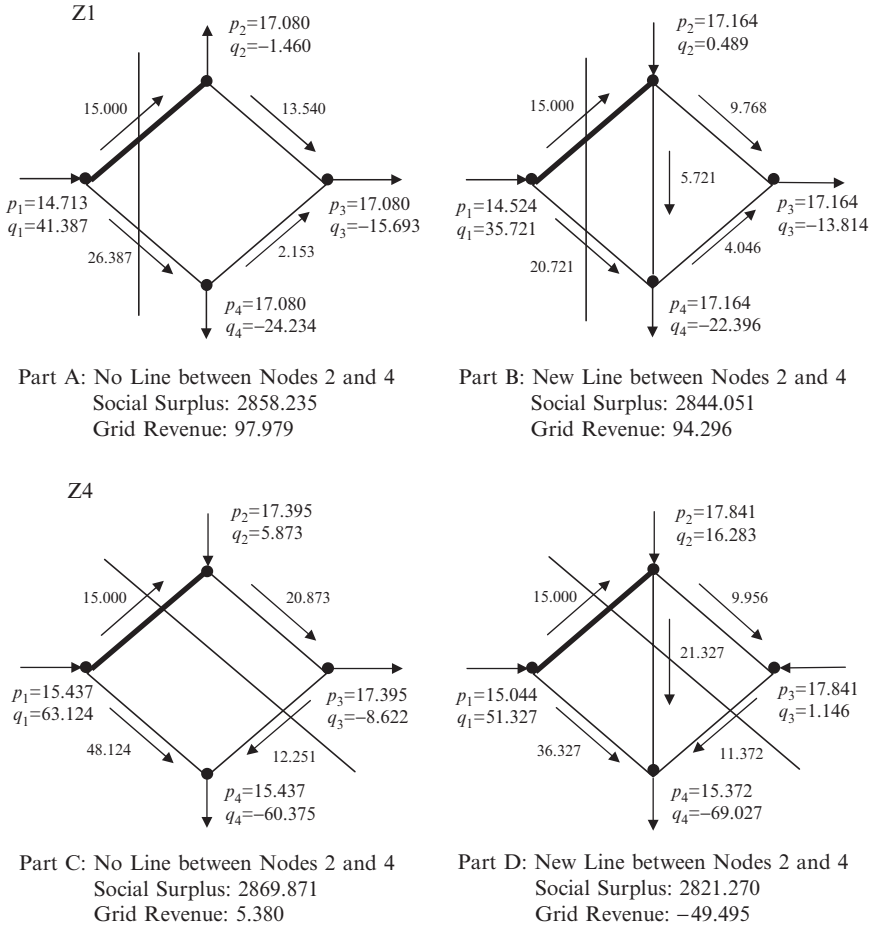 Z1
p2=17.080
q2=−1.460
15.000
13.540
p1=14.713
q1=41.387
26.387
p3=17.080
q3=−15.693
2.153
p4=17.080
q4=−24.234
Part A: No Line between Nodes 2 and 4
Social Surplus: 2858.235
Grid Revenue: 97.979
p2=17.164
q2=0.489
15.000
9.768
5.721
p1=14.524
q1=35.721
20.721
p3=17.164
q3=−13.814
4.046
p4=17.164
q4=−22.396
Part B: New Line between Nodes 2 and 4
Social Surplus: 2844.051
Grid Revenue: 94.296
Z4
p2=17.395
q2=5.873
15.000
20.873
p1=15.437
q1=63.124
48.124
p3=17.395
q3=−8.622
12.251
p4=15.437
q4=−60.375
Part C: No Line between Nodes 2 and 4
Social Surplus: 2869.871
Grid Revenue: 5.380
p2=17.841
q2=16.283
15.000
9.956
21.327
p1=15.044
q1=51.327
36.327
p3=17.841
q3=1.146
11.372
p4=15.372
q4=−69.027
Part D: New Line between Nodes 2 and 4
Social Surplus: 2821.270
Grid Revenue: −49.495